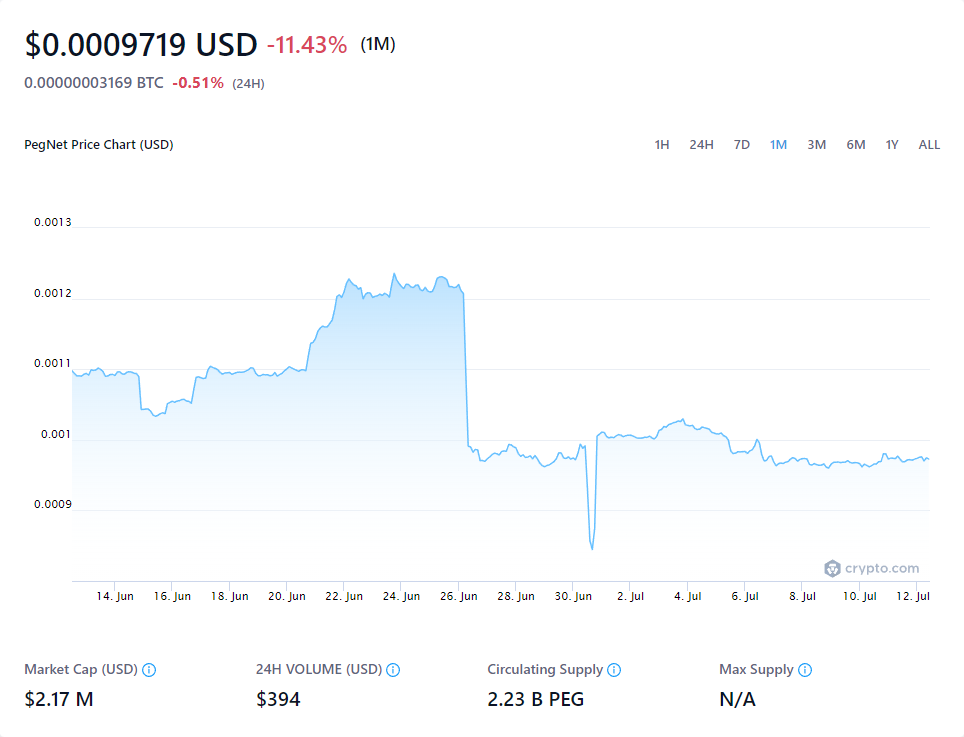 $0.0009719 USD -11.43% (1M)
0.00000003169 BTC -0.51% (24H)
PegNet Price Chart (USD) 1H 24H 7D 1M 3M 6M 1Y ALL
0.0013
0.0012
0.0011
0.001
0.0009
crypto.com
14. Jun 16. Jun 18. Jun 20. Jun 22. Jun 24. Jun 26. Jun 28. Jun 30. Jun 2. Jul 4. Jul 6. Jul 8. Jul 10. Jul 12. Jul
Market Cap (USD) 24H VOLUME (USD) Circulating Supply Max Supply
$2.17 M $394 2.23 B PEG N/A